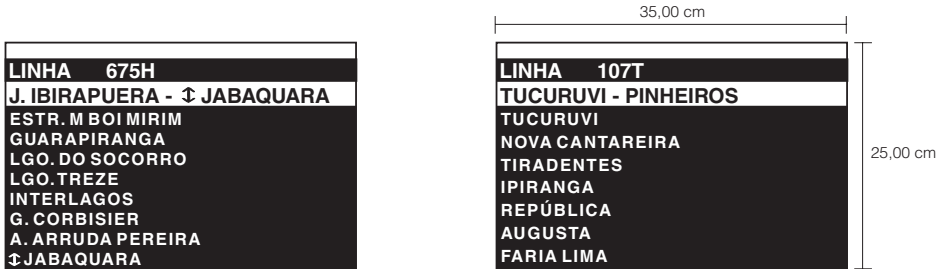 35,00 cm
LINHA 675H
J. IBIRAPUERA - JABAQUARA
ESTR. M BOI MIRIM
GUARAPIRANGA
LGO. DO SOCORRO
LGO. TREZE
INTERLAGOS
G. CORBISIER
A. ARRUDA PEREIRA
JABAQUARA
LINHA 107T
TUCURUVI - PINHEIROS
TUCURUVI
NOVA CANTAREIRA
TIRADENTES
IPIRANGA
REPÚBLICA
AUGUSTA
FARIA LIMA
25,00 cm